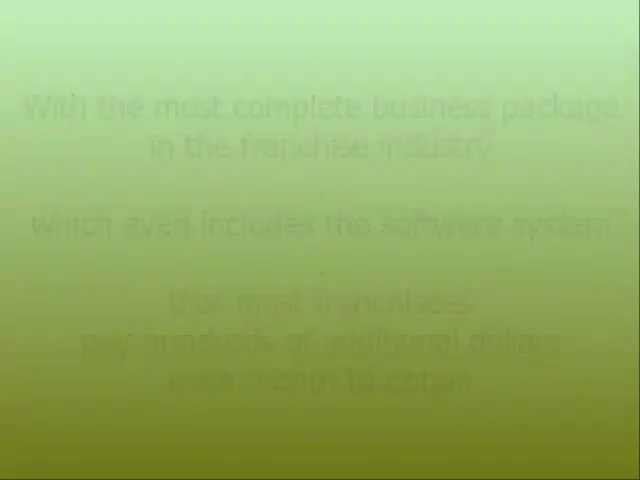 With the most complete business package
in the franchise industry
which even includes the software system
that most franchisees
pay hundreds of additional dollars
each month to obtain